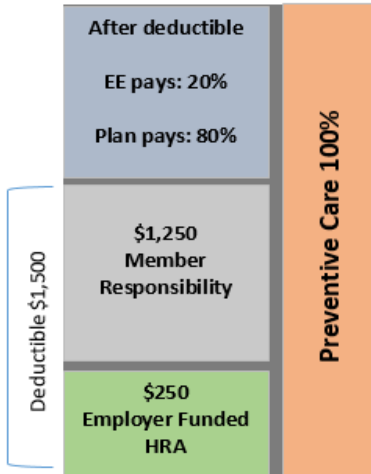 After deductible
EE pays: 20%
Plan pays: 80%
$1,250
Member
Responsibility
$250
Employer Funded
HRA
Deductible $1,500
Preventive Care 100%